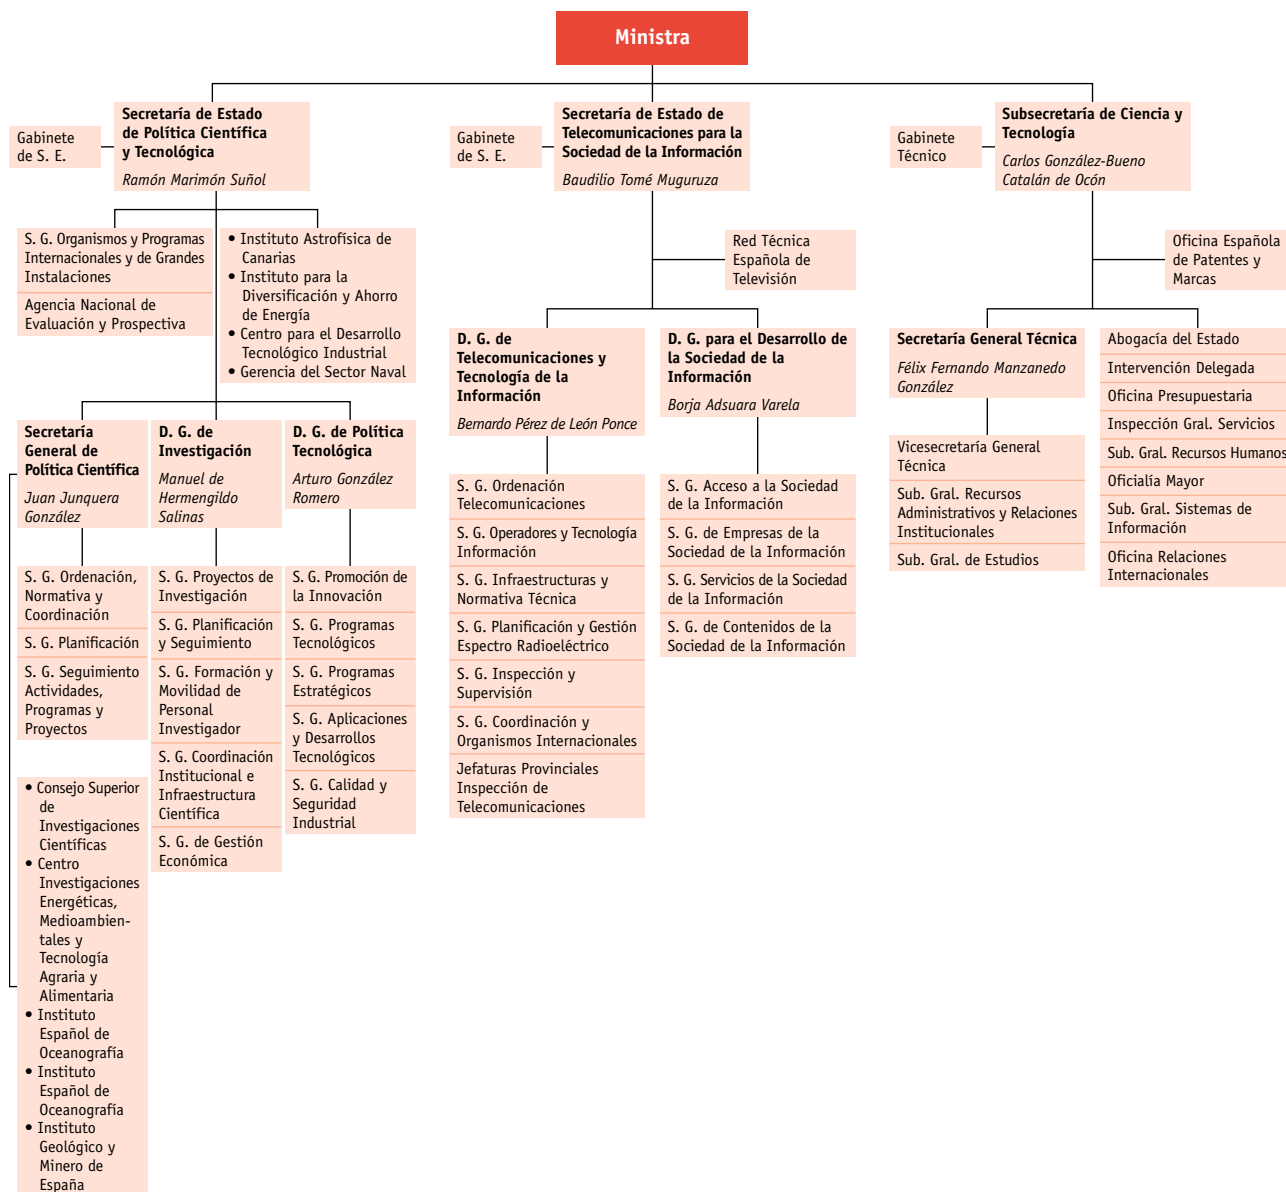 Ministra
Gabinete
de S. E.
Secretaría de Estado
de Política Científica
y Tecnológica
Ramón Marimón Suñol
Gabinete
de S. E.
Secretaría de Estado de
Telecomunicaciones para la
Sociedad de la Información
Baudilio Tomé Muguruza
Gabinete
Técnico
Subsecretaría de Ciencia y
Tecnología
Carlos González-Bueno
Catalán de Ocón
S. G. Organismos y Programas
Internacionales y de Grandes
Instalaciones
Agencia Nacional de
Evaluación y Prospectiva
• Instituto Astrofísica de
Canarias
• Instituto para la
Diversificación y Ahorro
de Energía
• Centro para el Desarrollo
Tecnológico Industrial
• Gerencia del Sector Naval
Red Técnica
Española de
Televisión
Oficina Española
de Patentes y
Marcas
Secretaría
General de
Política Científica
Juan Junquera
González
D. G. de
Investigación
Manuel de
Hermengildo
Salinas
D. G. de Política
Tecnológica
Arturo González
Romero
D. G. de
Telecomunicaciones y
Tecnología de la
Información
Bernardo Pérez de León Ponce
D. G. para el Desarrollo de
la Sociedad de la
Información
Borja Adsuara Varela
Secretaría General Técnica
Félix Fernando Manzanedo
González
Abogacía del Estado
Intervención Delegada
Oficina Presupuestaria
Inspección Gral. Servicios
Sub. Gral. Recursos Humanos
Oficialía Mayor
Sub. Gral. Sistemas de
Información
Oficina Relaciones
Internacionales
Vicesecretaría General
Técnica
Sub. Gral. Recursos
Administrativos y Relaciones
Institucionales
Sub. Gral. de Estudios
S. G. Ordenación,
Normativa y
Coordinación
S. G. Planificación
S. G. Seguimiento
Actividades,
Programas y
Proyectos
S. G. Proyectos de
Investigación
S. G. Planificación
y Seguimiento
S. G. Formación y
Movilidad de
Personal
Investigador
S. G. Coordinación
Institucional e
Infraestructura
Científica
S. G. de Gestión
Económica
S. G. Promoción de
la Innovación
S. G. Programas
Tecnológicos
S. G. Programas
Estratégicos
S. G. Aplicaciones
y Desarrollos
Tecnológicos
S. G. Calidad y
Seguridad
Industrial
S. G. Ordenación
Telecomunicaciones
S. G. Operadores y Tecnología
Información
S. G. Infraestructuras y
Normativa Técnica
S. G. Planificación y Gestión
Espectro Radioeléctrico
S. G. Inspección y
Supervisión
S. G. Coordinación y
Organismos Internacionales
Jefaturas Provinciales
Inspección de
Telecomunicaciones
S. G. Acceso a la Sociedad
de la Información
S. G. de Empresas de la
Sociedad de la Información
S. G. Servicios de la Sociedad
de la Información
S. G. de Contenidos de la
Sociedad de la Información
• Consejo Superior
de
Investigaciones
Científicas
• Centro
Investigaciones
Energéticas,
Medioambien-
tales y
Tecnología
Agraria y
Alimentaria
• Instituto
Español de
Oceanografía
• Instituto
Español de
Oceanografía
• Instituto
Geológico y
Minero de
España